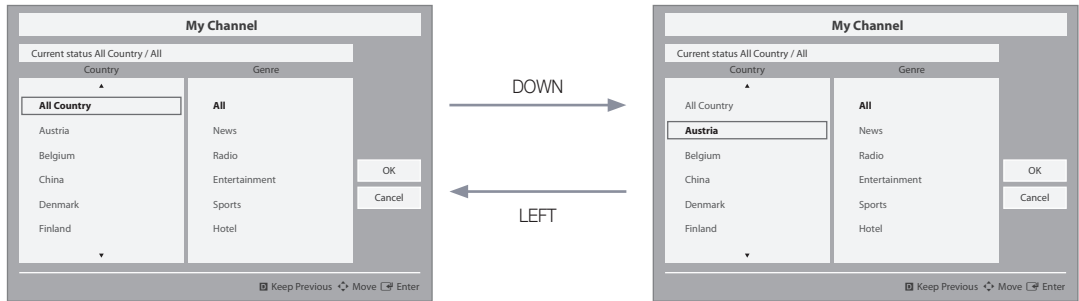 My Channel
Current status All Country / All
Country Genre
All Country All
Austria News
Belgium Radio
China Entertainment
Denmark Sports
Finland Hotel
OK
Cancel
D Keep Previous Move Enter
DOWN
LEFT
My Channel
Current status All Country / All
Country Genre
All Country All
Austria News
Belgium Radio
China Entertainment
Denmark Sports
Finland Hotel
OK
Cancel
D Keep Previous Move Enter